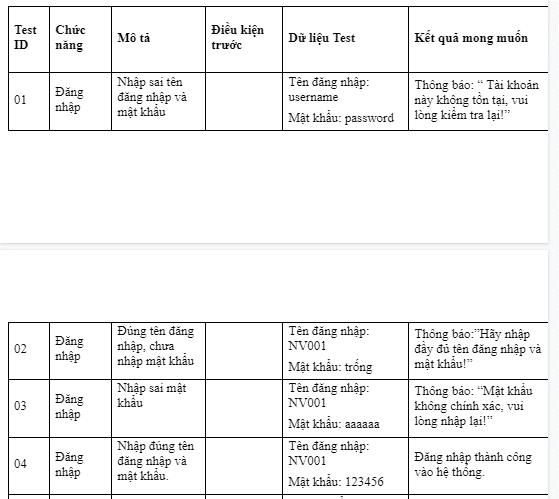 Test ID
Chức năng
Mô tả
Điều kiện trước
Dữ liệu Test
Kết quả mong muốn
01
Đăng nhập
Nhập sai tên đăng nhập và mật khẩu
Tên đăng nhập: username
Mật khẩu: password
Thông báo: “ Tài khoản này không tồn tại, vui lòng kiểm tra lại!”
02
Đăng nhập
Đúng tên đăng nhập, chưa nhập mật khẩu
Tên đăng nhập: NV001
Mật khẩu: trống
Thông báo:”Hãy nhập đầy đủ tên đăng nhập và mật khẩu!”
03
Đăng nhập
Nhập sai mật khẩu
Tên đăng nhập: NV001
Mật khẩu: aaaaaa
Thông báo: “Mật khẩu không chính xác, vui lòng nhập lại!”
04
Đăng nhập
Nhập đúng tên đăng nhập và mật khẩu.
Tên đăng nhập: NV001
Mật khẩu: 123456
Đăng nhập thành công vào hệ thống.